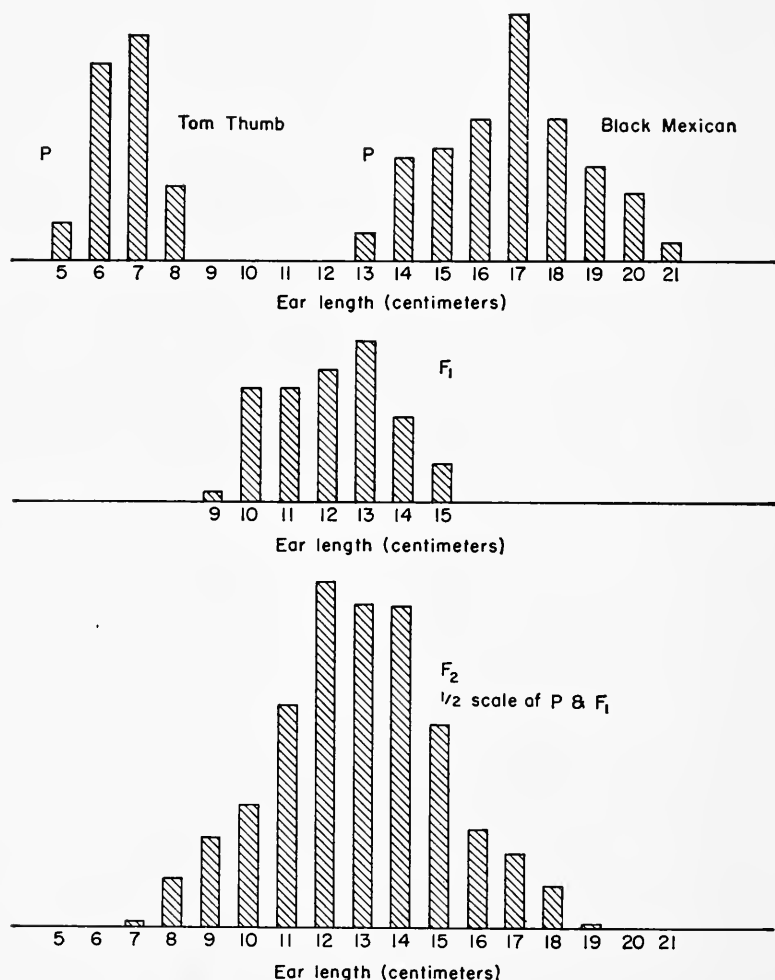 Tom Thumb
Black Mexican
P
P
5 6 7 8 9 10 11 12 13 14 15 16 17 18 19 20 21
Ear length (centimeters)
F₁
9 10 11 12 13 14 15
Ear length (centimeters)
F₂
1/2 scale of P & F₁
5 6 7 8 9 10 11 12 13 14 15 16 17 18 19 20 21
Ear length (centimeters)